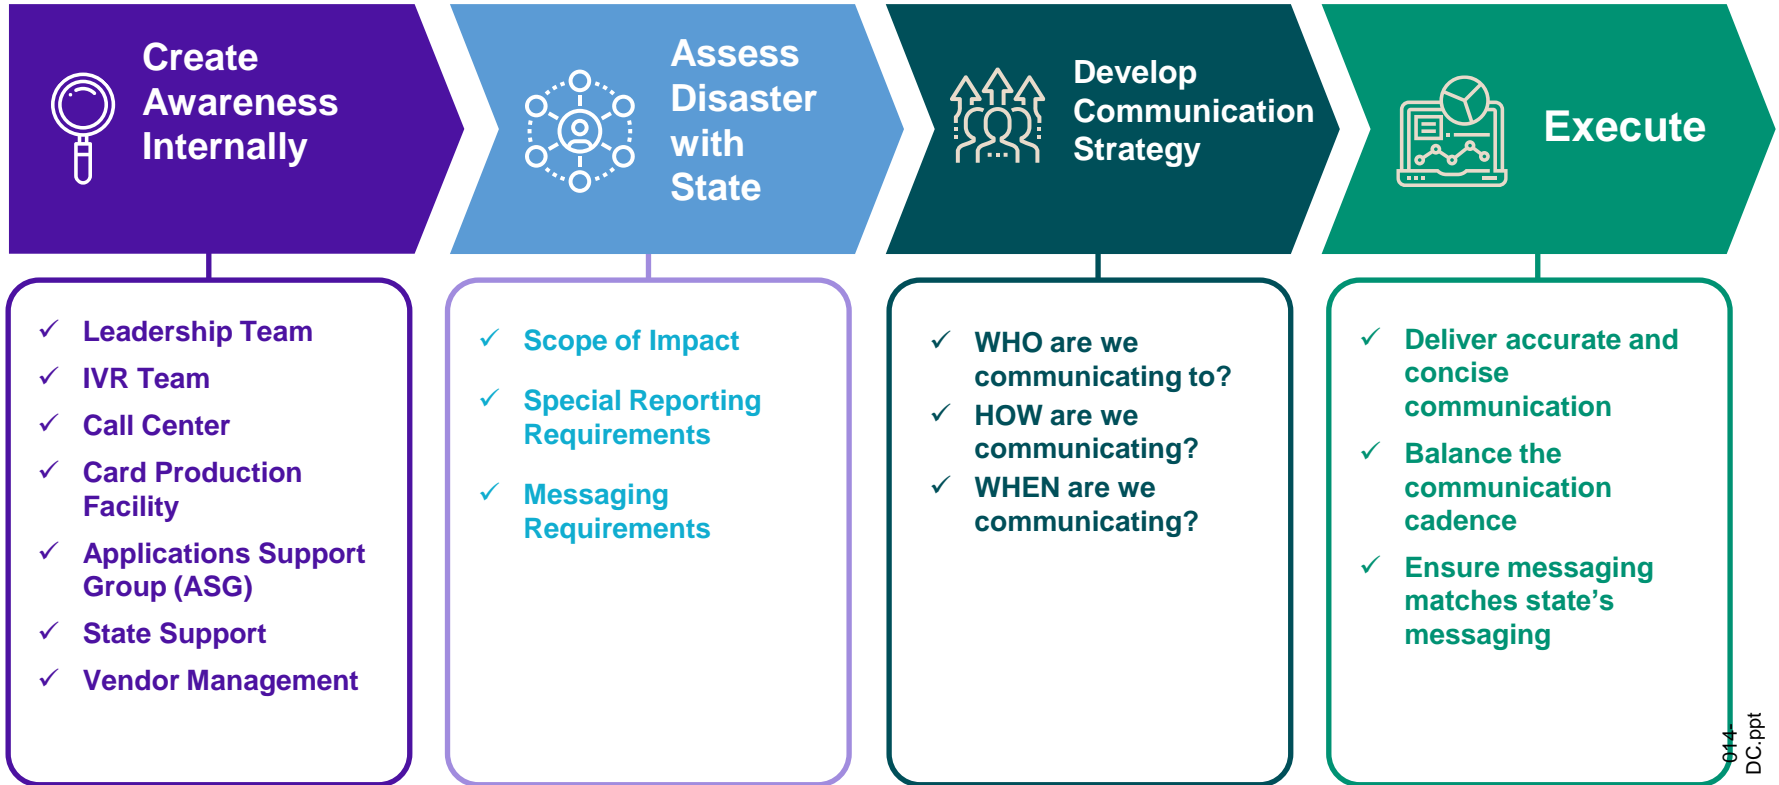 Create
Awareness
Internally
Assess
Disaster
with
State
Develop
Communication
Strategy
Execute
✓ Leadership Team
✓ IVR Team
✓ Call Center
✓ Card Production
Facility
✓ Applications Support
Group (ASG)
✓ State Support
✓ Vendor Management
✓ Scope of Impact
✓ Special Reporting
Requirements
✓ Messaging
Requirements
✓ WHO are we
communicating to?
✓ HOW are we
communicating?
✓ WHEN are we
communicating?
✓ Deliver accurate and
concise
communication
✓ Balance the
communication
cadence
✓ Ensure messaging
matches state’s
messaging
014-
DC.ppt